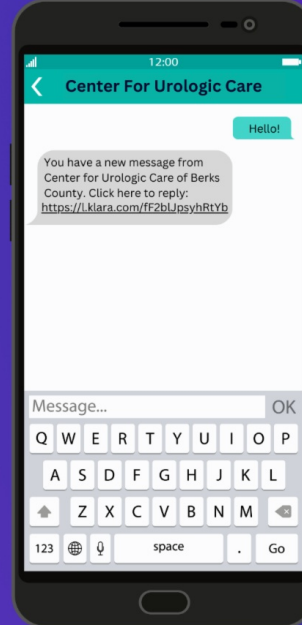 12:00
Center For Urologic Care
Hello!
You have a new message from
Center for Urologic Care of Berks
County. Click here to reply:
https://l.klara.com/fF2blJpsyhRtYb
Message... OK
Q W E R T Y U I O P
A S D F G H J K L
Z X C V B N M
123 space . Go